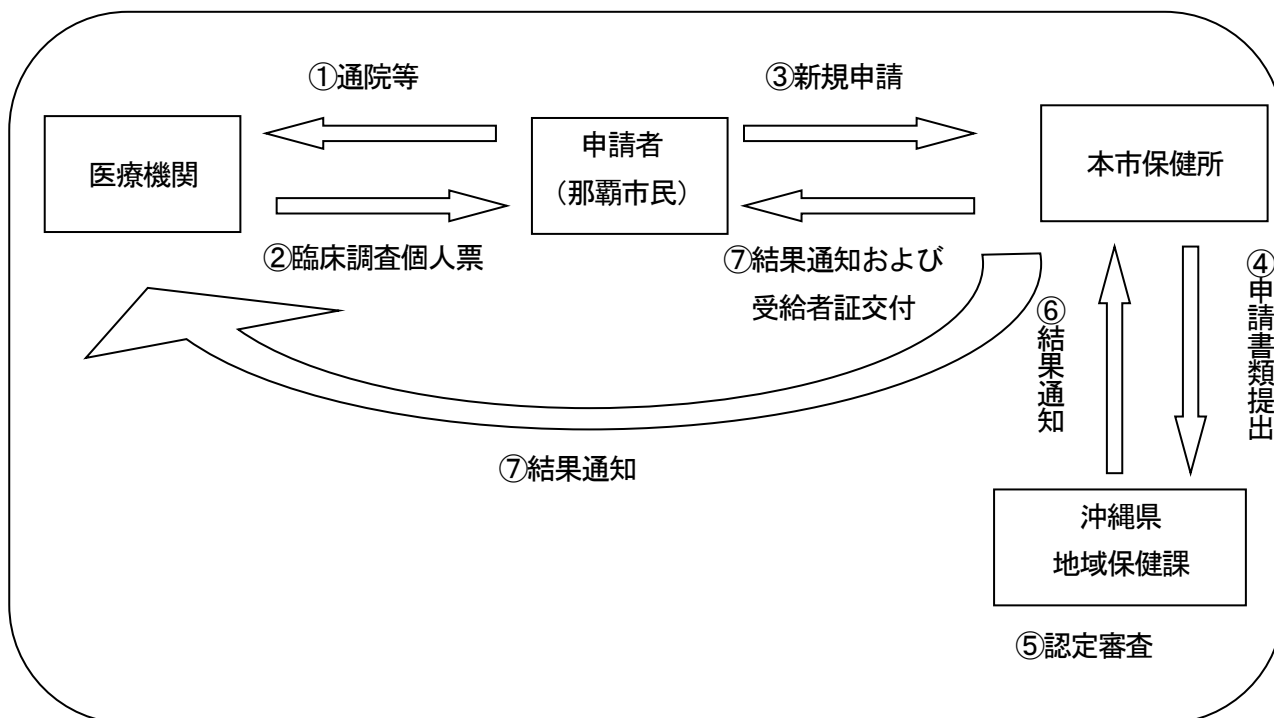 ①通院等
③新規申請
医療機関
申請者
(那覇市民)
本市保健所
②臨床調査個人票
⑦結果通知および
受給者証交付
⑥結果通知
④申請書類提出
⑦結果通知
沖縄県
地域保健課
⑤認定審査